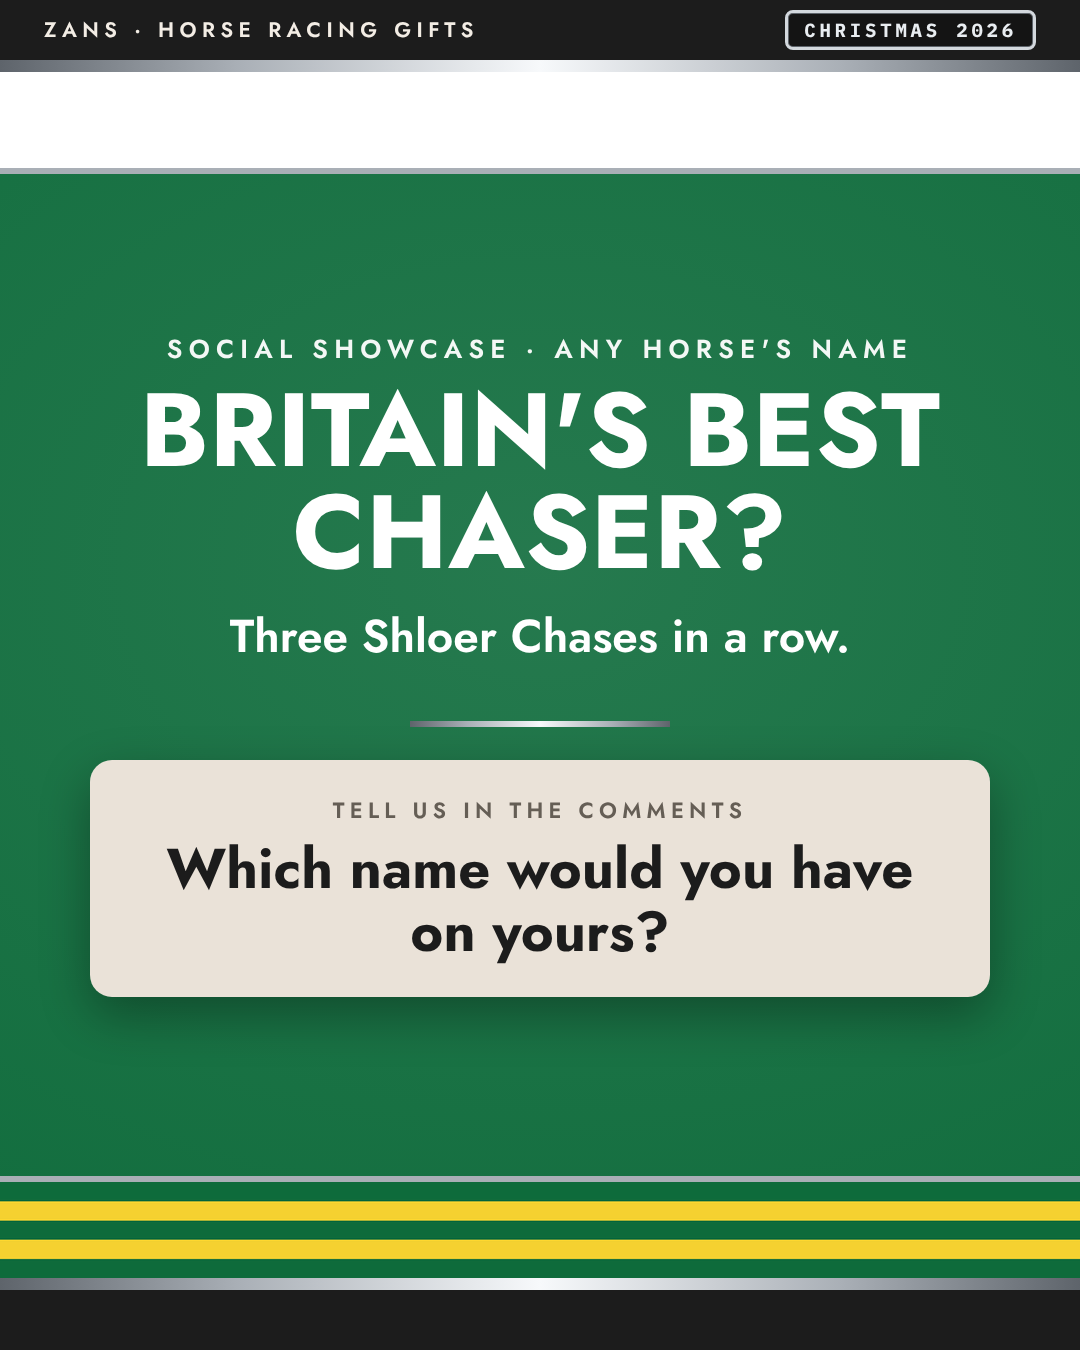 ZANS · HORSE RACING GIFTS
CHRISTMAS 2026
SOCIAL SHOWCASE · ANY HORSE'S NAME
BRITAIN'S BEST
CHASER?
Three Shloer Chases in a row.
TELL US IN THE COMMENTS
Which name would you have
on yours?